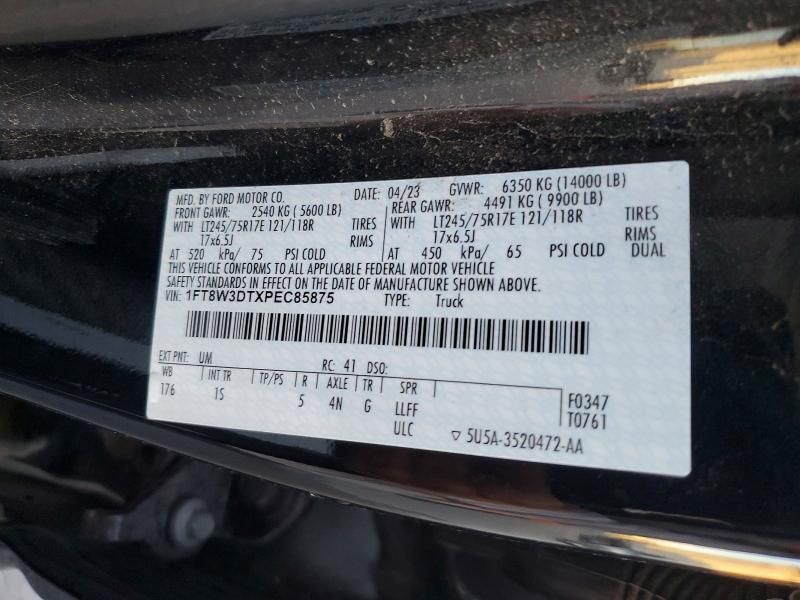 MFD. BY FORD MOTOR CO. DATE: 04/23 GVWR: 6350 KG (14000 LB)
FRONT GAWR: 2540 KG (5600 LB) REAR GAWR: 4491 KG (9900 LB)
WITH LT245/75R17E 121/118R TIRES WITH LT245/75R17E 121/118R TIRES
17x6.5J RIMS 17x6.5J RIMS
AT 520 kPa/ 75 PSI COLD AT 450 kPa/ 65 PSI COLD DUAL
THIS VEHICLE CONFORMS TO ALL APPLICABLE FEDERAL MOTOR VEHICLE
SAFETY STANDARDS IN EFFECT ON THE DATE OF MANUFACTURE SHOWN ABOVE.
VIN: 1FT8W3DTXPEC85875 TYPE: Truck
EXT PNT: UM RC: 41 DSO:
WB INT TR TP/PS R AXLE TR SPR
176 1S 5 4N G LLFF F0347
ULC T0761
▽ 5U5A-3520472-AA